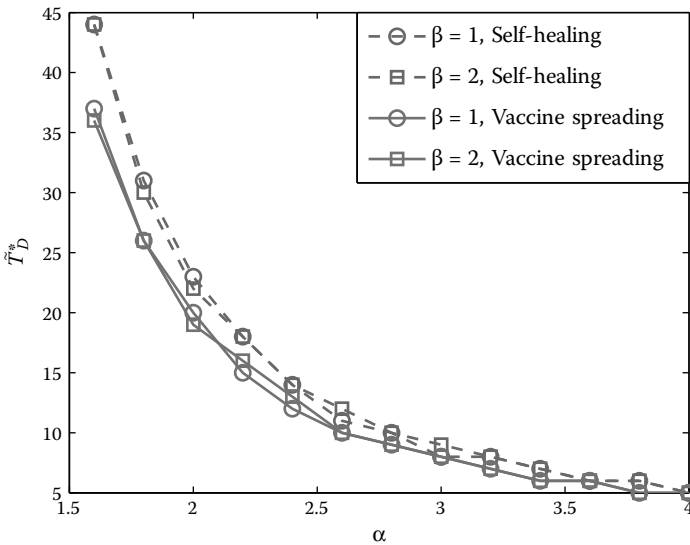 45
40
35
30
25
20
15
10
5
1.5
2
2.5
3
3.5
4
α
T̃*D
β = 1, Self-healing
β = 2, Self-healing
β = 1, Vaccine spreading
β = 2, Vaccine spreading